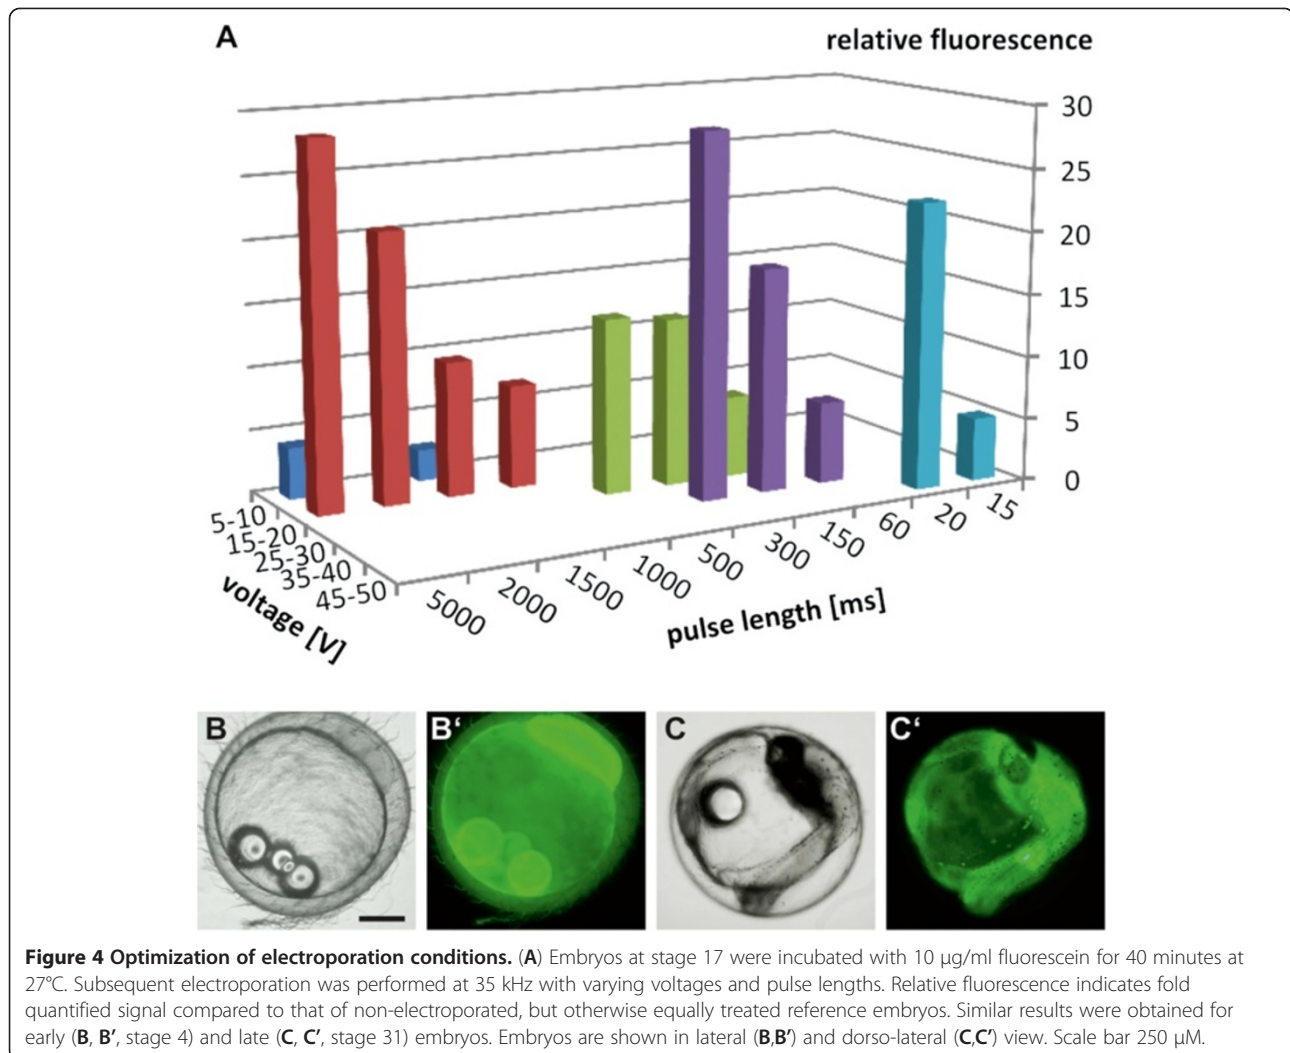 A
relative fluorescence
30
25
20
15
10
5
0
5-10
15-20
25-30
35-40
45-50
voltage [V]
5000
2000
1500
1000
500
300
150
60
20
15
pulse length [ms]
B
B‘
C
C‘
Figure 4 Optimization of electroporation conditions. (A) Embryos at stage 17 were incubated with 10 μg/ml fluorescein for 40 minutes at
27°C. Subsequent electroporation was performed at 35 kHz with varying voltages and pulse lengths. Relative fluorescence indicates fold
quantified signal compared to that of non-electroporated, but otherwise equally treated reference embryos. Similar results were obtained for
early (B, B’, stage 4) and late (C, C’, stage 31) embryos. Embryos are shown in lateral (B,B’) and dorso-lateral (C,C’) view. Scale bar 250 μM.